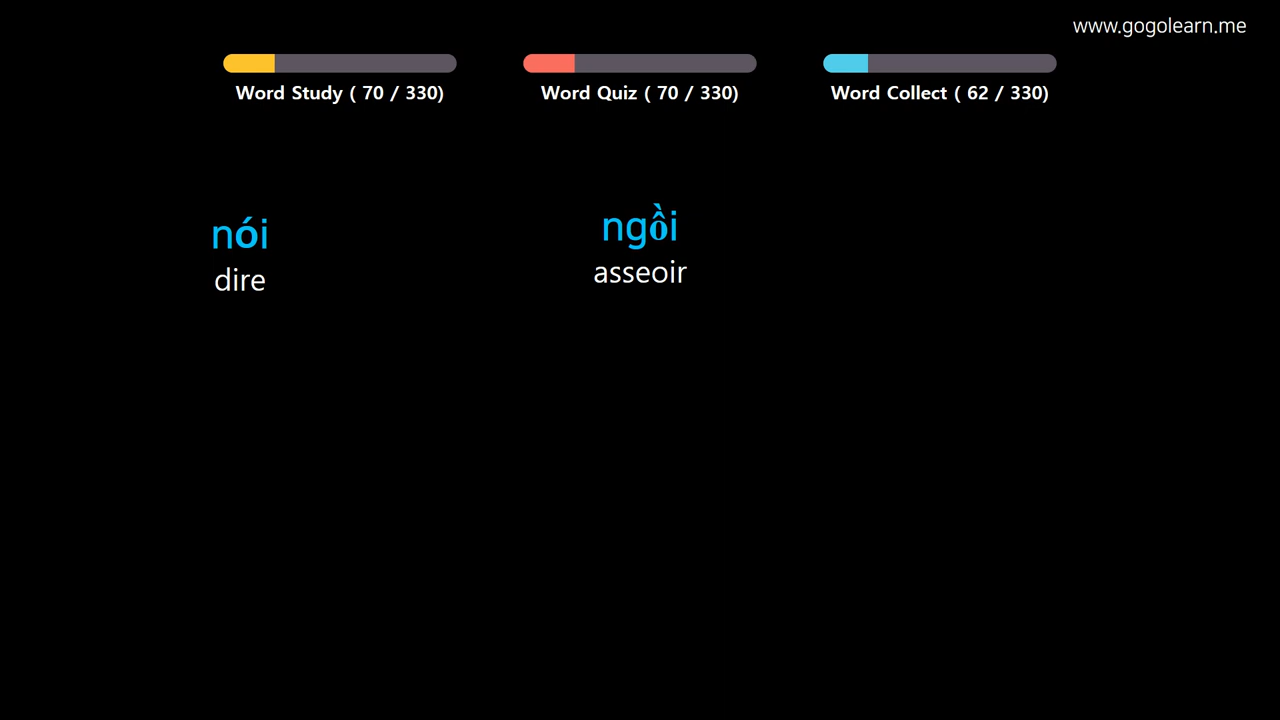 www.gogolearn.me
Word Study ( 70 / 330)
Word Quiz ( 70 / 330)
Word Collect ( 62 / 330)
nói
dire
ngồi
asseoir